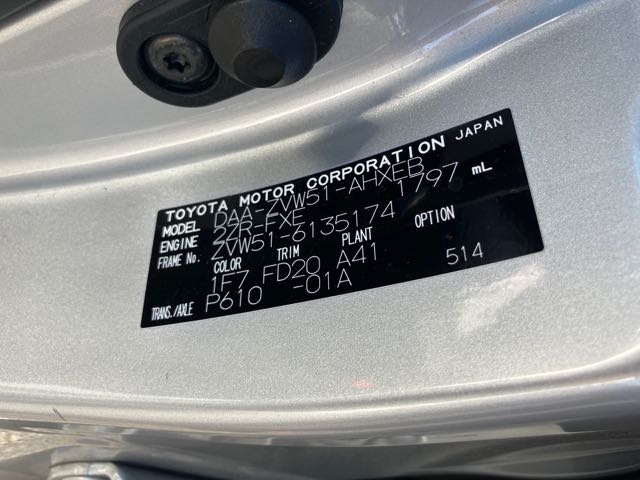 TOYOTA MOTOR CORPORATION JAPAN
MODEL DAA-ZVW51-AHXEB
ENGINE 2ZR-FXE 1797 mL
FRAME No. ZVW51-6135174
COLOR TRIM PLANT OPTION
1F7 FD20 A41 514
TRANS./AXLE P610 -01A